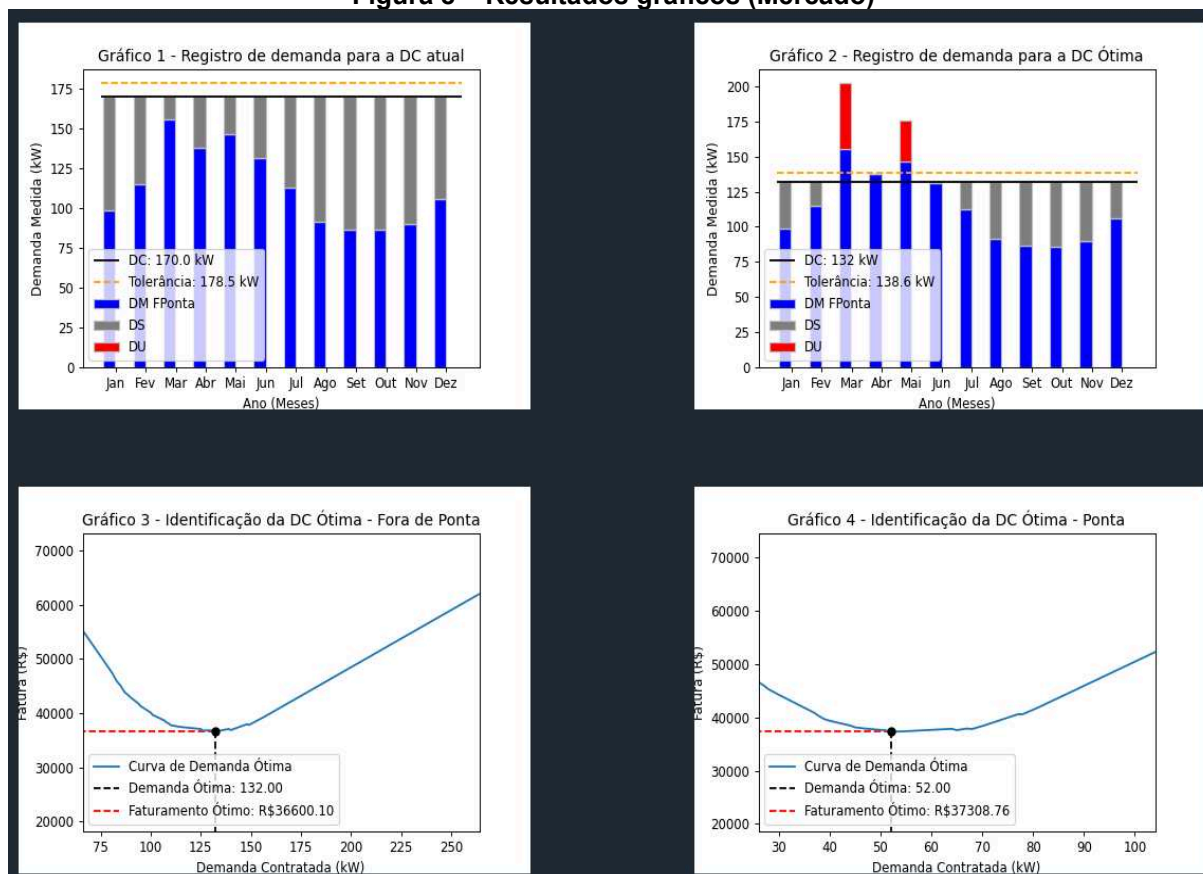 Figura 3 – Resultados gráficos (Mercado)
Gráfico 1 - Registro de demanda para a DC atual
Demanda Medida (kW)
175
150
125
100
75
50
25
0
DC: 170.0 kW
Tolerância: 178.5 kW
DM FPonta
DS
DU
Jan Fev Mar Abr Mai Jun Jul Ago Set Out Nov Dez
Ano (Meses)
Gráfico 2 - Registro de demanda para a DC Ótima
Demanda Medida (kW)
200
175
150
125
100
75
50
25
0
DC: 132 kW
Tolerância: 138.6 kW
DM FPonta
DS
DU
Jan Fev Mar Abr Mai Jun Jul Ago Set Out Nov Dez
Ano (Meses)
Gráfico 3 - Identificação da DC Ótima - Fora de Ponta
Fatura (R$)
70000
60000
50000
40000
30000
20000
Curva de Demanda Ótima
Demanda Ótima: 132.00
Faturamento Ótimo: R$36600.10
75 100 125 150 175 200 225 250
Demanda Contratada (kW)
Gráfico 4 - Identificação da DC Ótima - Ponta
Fatura (R$)
70000
60000
50000
40000
30000
20000
Curva de Demanda Ótima
Demanda Ótima: 52.00
Faturamento Ótimo: R$37308.76
30 40 50 60 70 80 90 100
Demanda Contratada (kW)